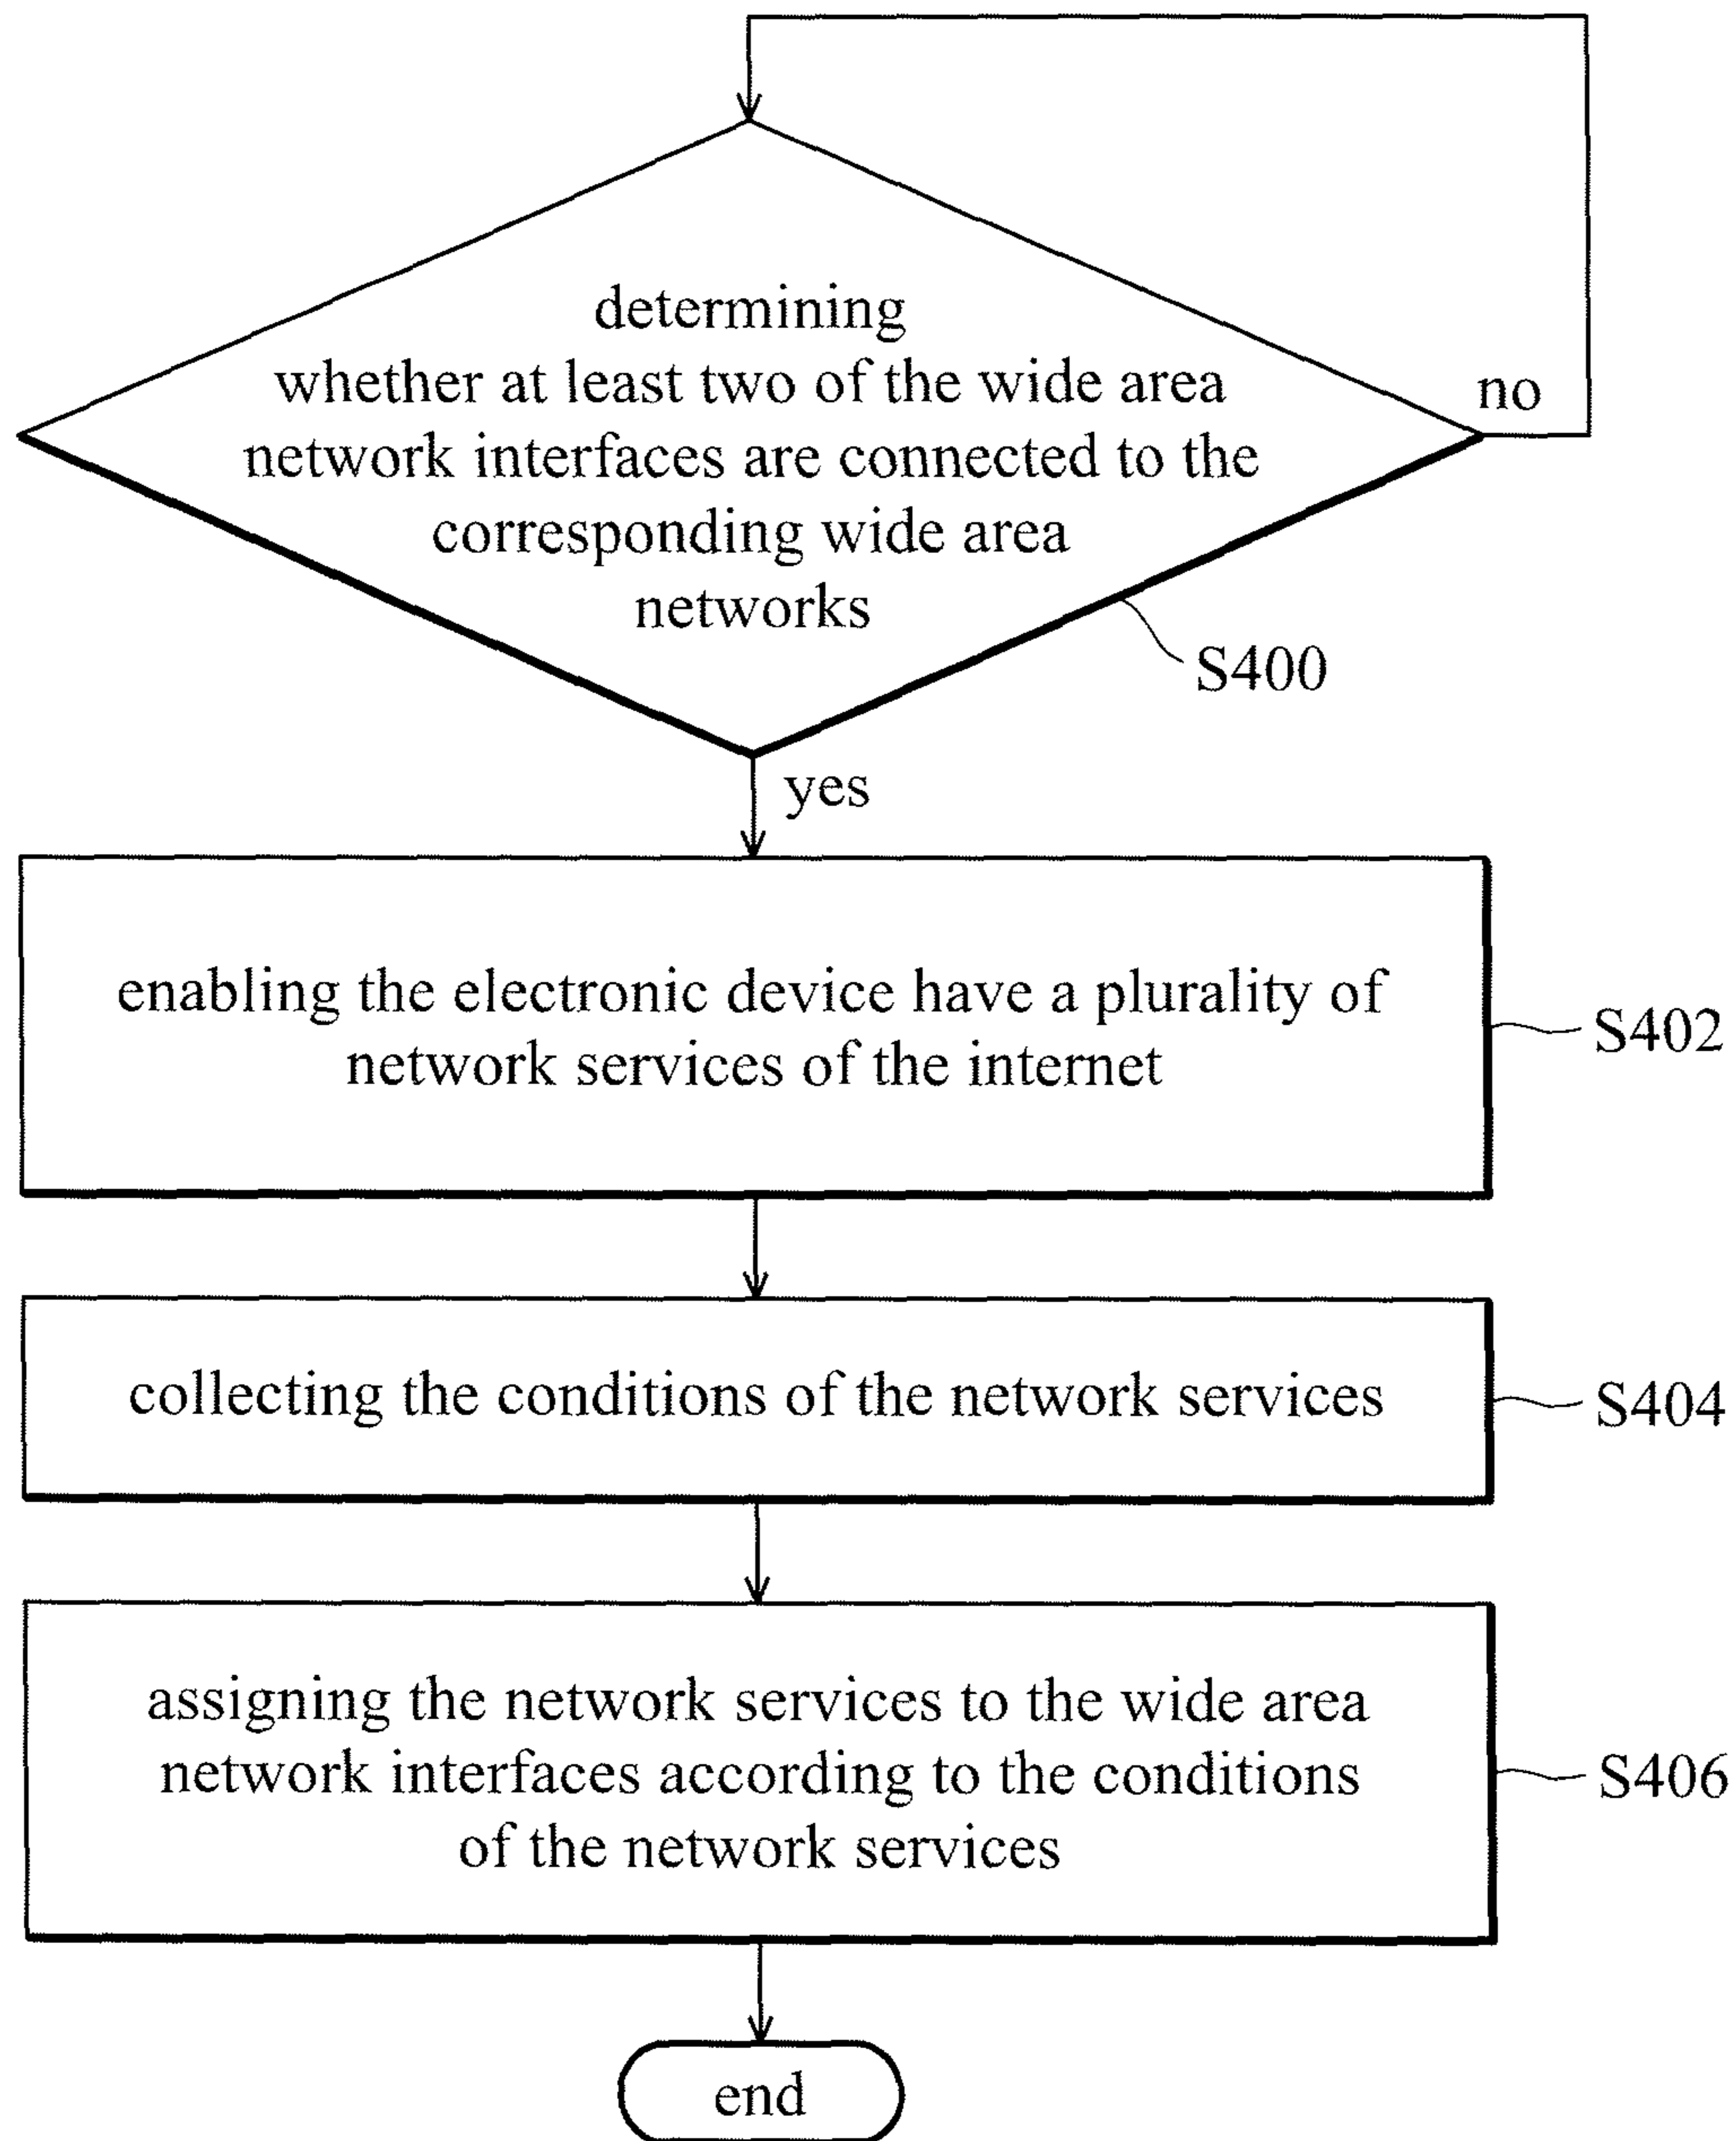 determining
whether at least two of the wide area
network interfaces are connected to the
corresponding wide area
networks
no
S400
yes
enabling the electronic device have a plurality of
network services of the internet
S402
collecting the conditions of the network services
S404
assigning the network services to the wide area
network interfaces according to the conditions
of the network services
S406
end